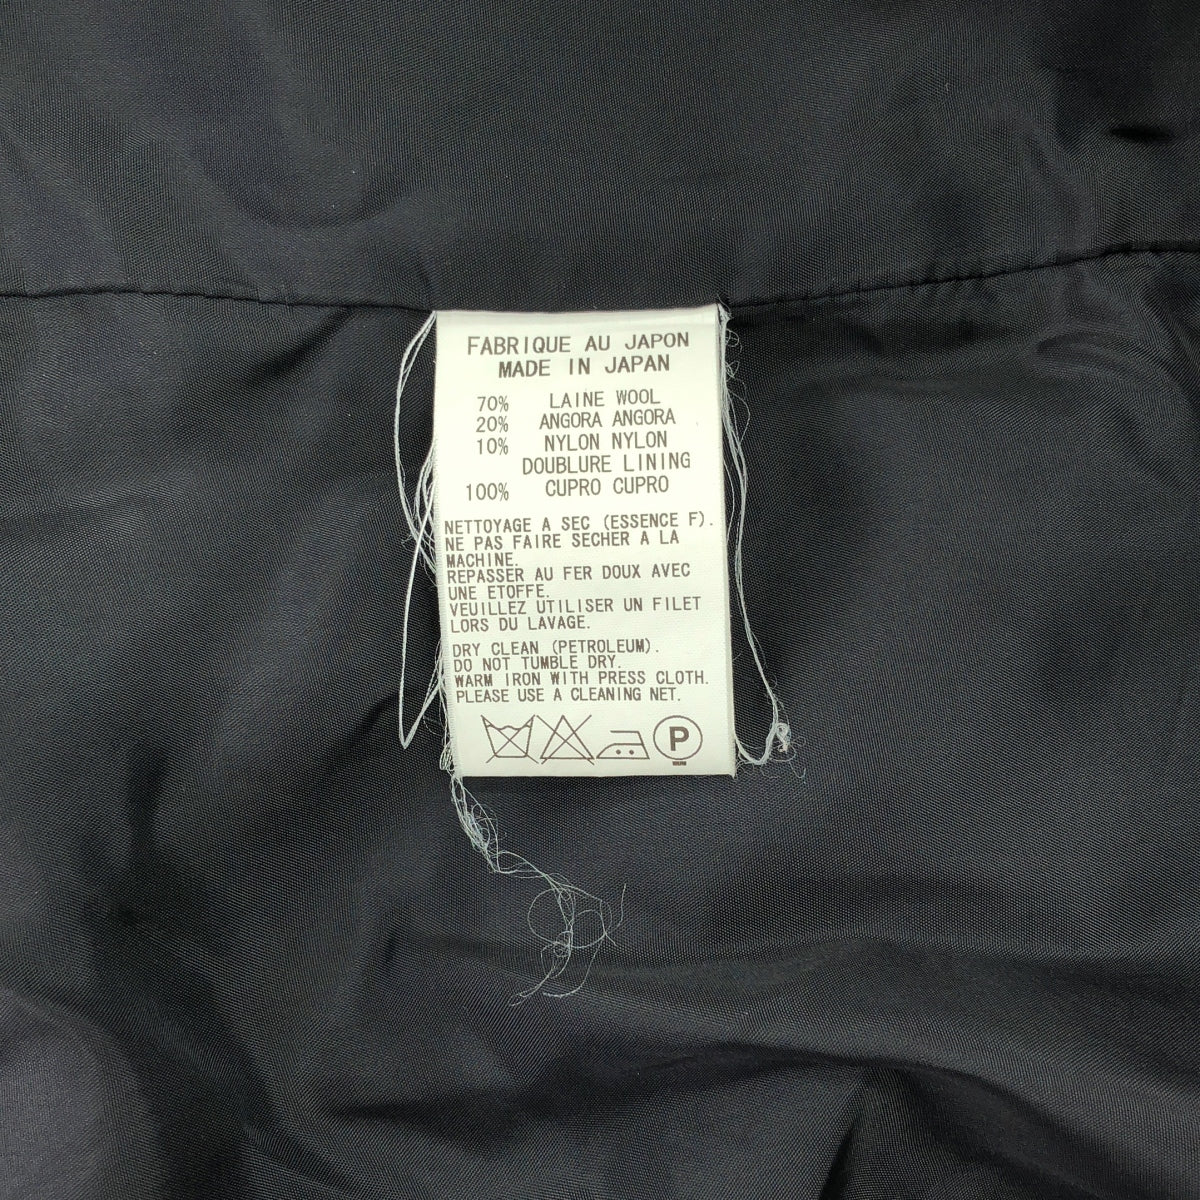 FABRIQUE AU JAPON
MADE IN JAPAN
70% LAINE WOOL
20% ANGORA ANGORA
10% NYLON NYLON
DOUBLURE LINING
100% CUPRO CUPRO
NETTOYAGE A SEC (ESSENCE F).
NE PAS FAIRE SECHER A LA
MACHINE.
REPASSER AU FER DOUX AVEC
UNE ETOFFE.
VEUILLEZ UTILISER UN FILET
LORS DU LAVAGE.
DRY CLEAN (PETROLEUM).
DO NOT TUMBLE DRY.
WARM IRON WITH PRESS CLOTH.
PLEASE USE A CLEANING NET.
P